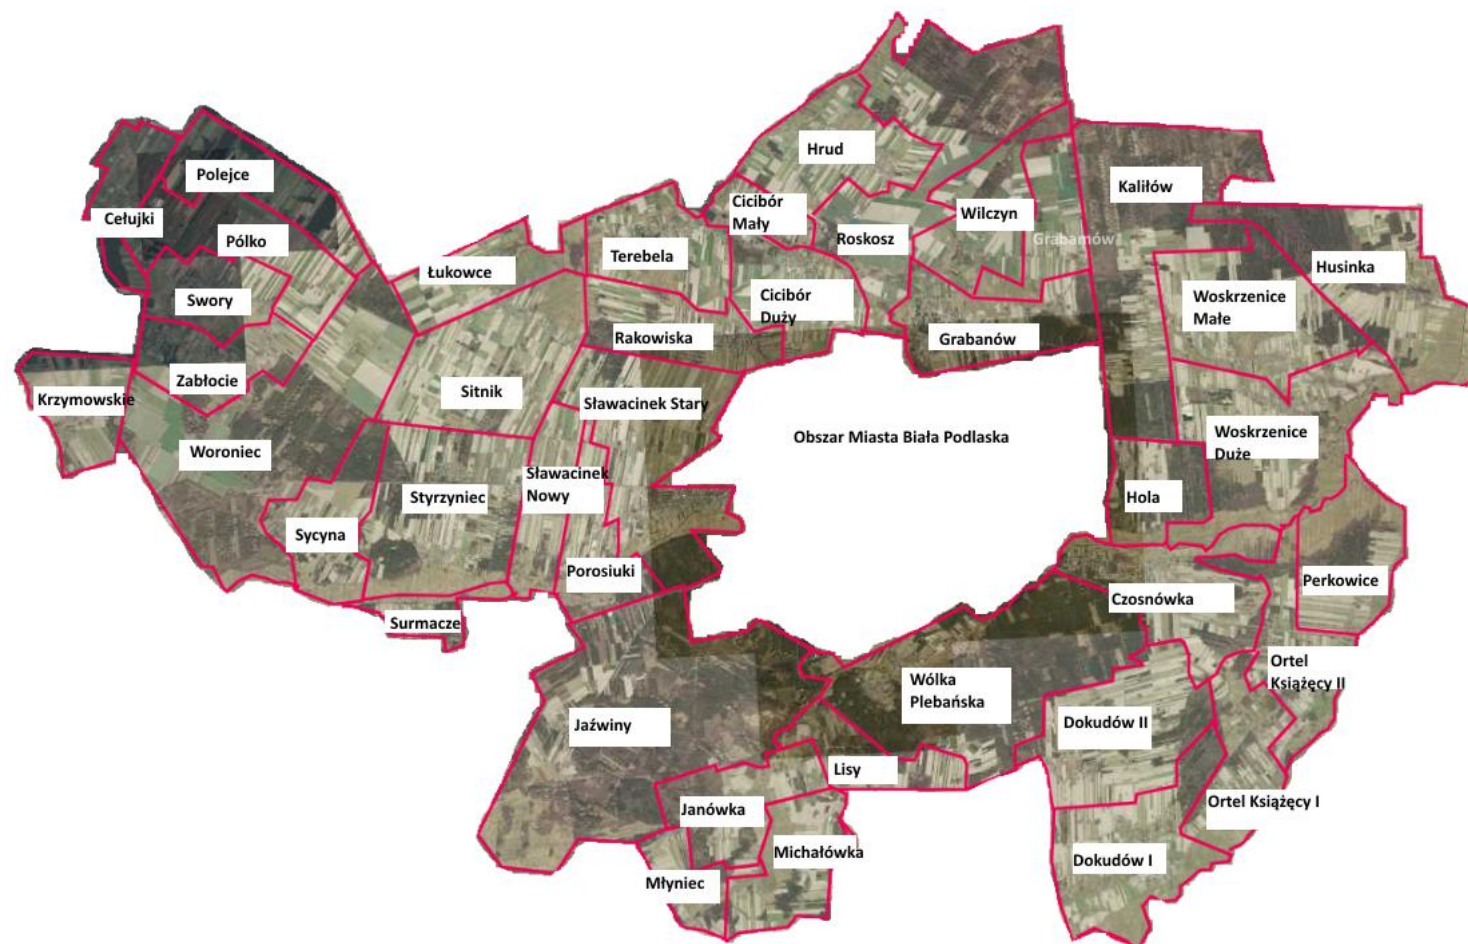 Hrud
Polejce
Kaliłów
Cicibór
Mały
Cełujki
Wilczyn
Pólko
Roskosz
Grabamów
Terebela
Husinka
Łukowce
Cicibór
Duży
Swory
Woskrzenice
Małe
Rakowiska
Grabanów
Zabłocie
Krzymowskie
Sitnik
Sławacinek Stary
Obszar Miasta Biała Podlaska
Woskrzenice
Duże
Woroniec
Styrzyniec
Sławacinek
Nowy
Hola
Sycyna
Porosiuki
Perkowice
Czosnówka
Surmacze
Ortel
Książęcy II
Wólka
Plebańska
Jaźwiny
Dokudów II
Lisy
Ortel Książęcy I
Janówka
Michałówka
Dokudów I
Młyniec